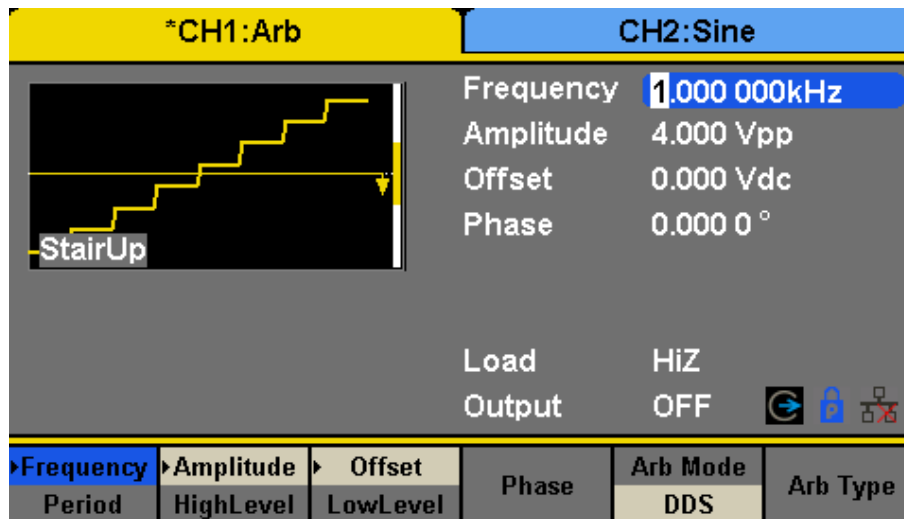 *CH1:Arb
CH2:Sine
StairUp
Frequency 1.000 000kHz
Amplitude 4.000 Vpp
Offset 0.000 Vdc
Phase 0.000 0 °
Load HiZ
Output OFF
P
Frequency Amplitude Offset Phase Arb Mode Arb Type
Period HighLevel LowLevel DDS